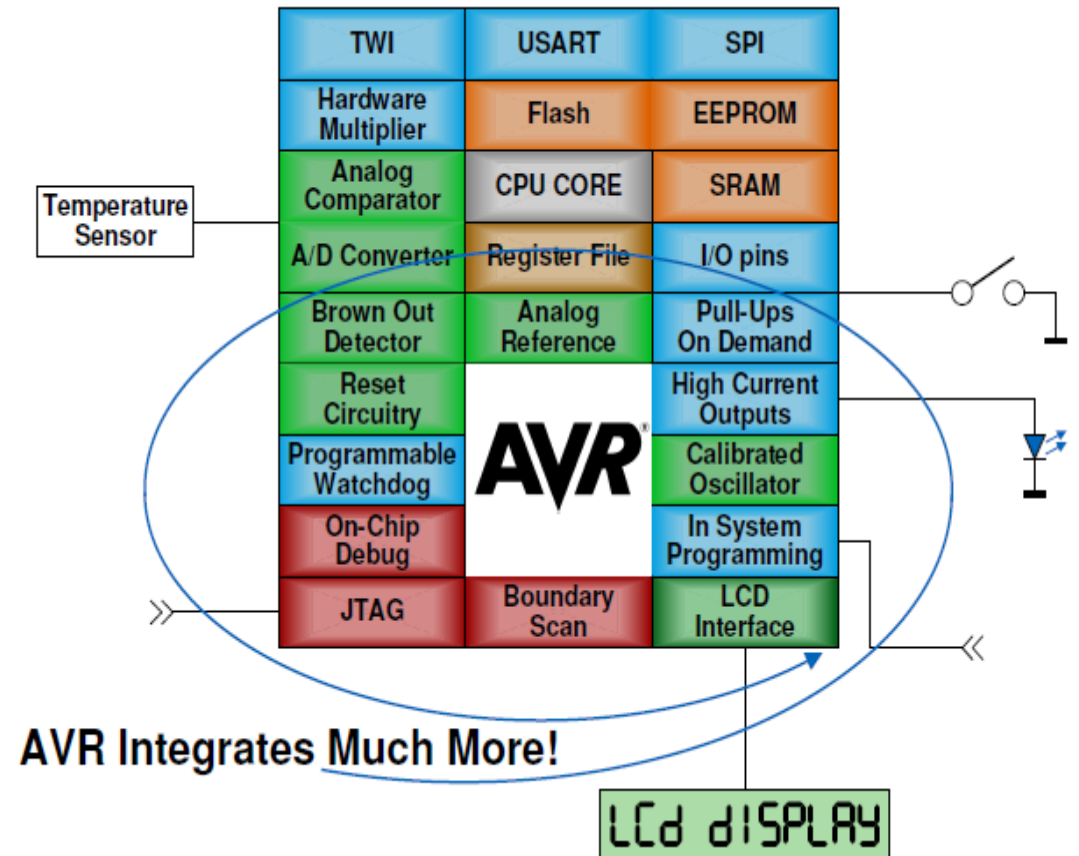 TWI
USART
SPI
Hardware
Multiplier
Flash
EEPROM
Analog
Comparator
CPU CORE
SRAM
Temperature
Sensor
A/D Converter
Register File
I/O pins
Brown Out
Detector
Analog
Reference
Pull-Ups
On Demand
Reset
Circuitry
High Current
Outputs
AVR®
Programmable
Watchdog
Calibrated
Oscillator
On-Chip
Debug
In System
Programming
JTAG
Boundary
Scan
LCD
Interface
AVR Integrates Much More!
LCd dISPLAY